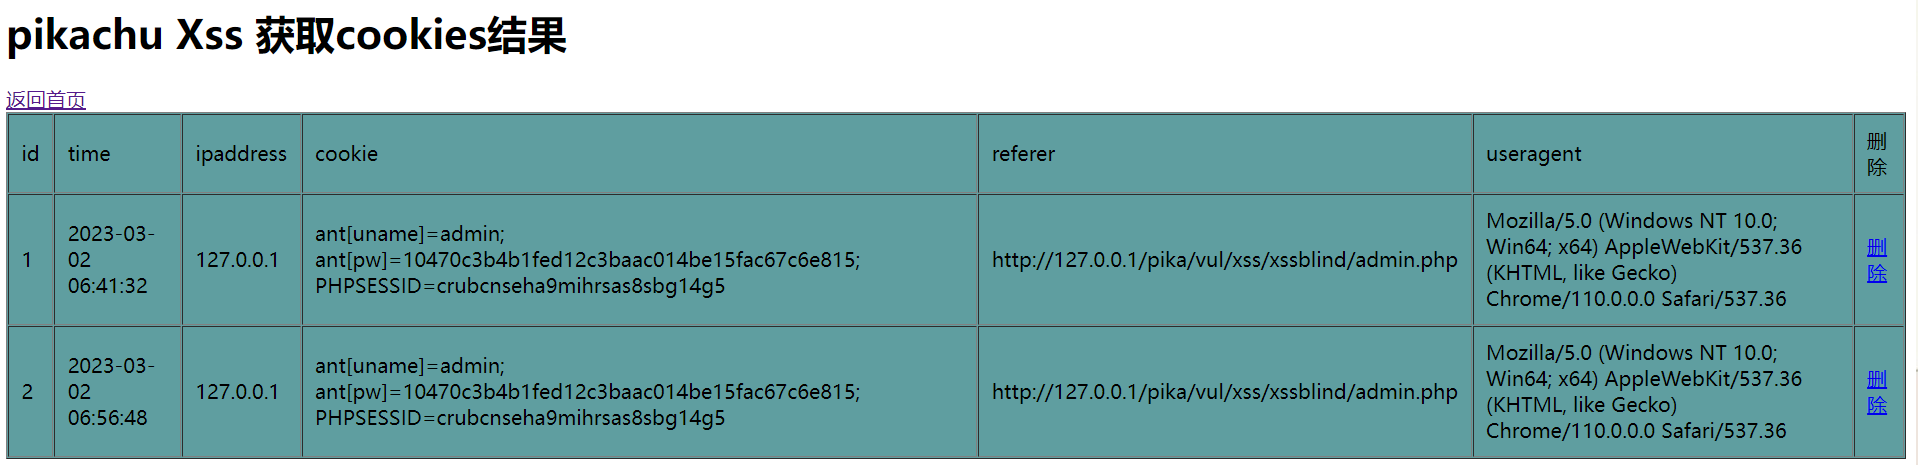 pikachu Xss 获取cookies结果
返回首页
id time ipaddress cookie referer useragent 删
除
1
2023-03-
02
06:41:32
127.0.0.1
ant[uname]=admin;
ant[pw]=10470c3b4b1fed12c3baac014be15fac67c6e815;
PHPSESSID=crubcnseha9mihrsas8sbg14g5
http://127.0.0.1/pika/vul/xss/xssblind/admin.php
Mozilla/5.0 (Windows NT 10.0;
Win64; x64) AppleWebKit/537.36
(KHTML, like Gecko)
Chrome/110.0.0.0 Safari/537.36
删
除
2
2023-03-
02
06:56:48
127.0.0.1
ant[uname]=admin;
ant[pw]=10470c3b4b1fed12c3baac014be15fac67c6e815;
PHPSESSID=crubcnseha9mihrsas8sbg14g5
http://127.0.0.1/pika/vul/xss/xssblind/admin.php
Mozilla/5.0 (Windows NT 10.0;
Win64; x64) AppleWebKit/537.36
(KHTML, like Gecko)
Chrome/110.0.0.0 Safari/537.36
删
除